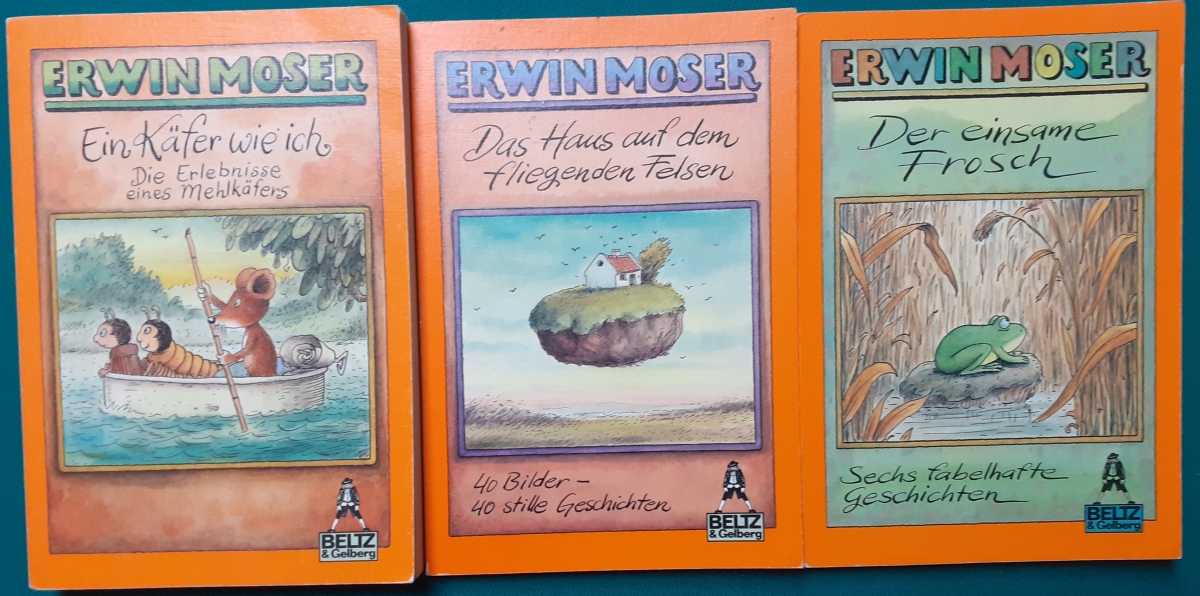 ERWIN MOSER
Ein Käfer wie ich
Die Erlebnisse
eines Mehlkäfers
BELTZ
& Gelberg
ERWIN MOSER
Das Haus auf dem
fliegenden Felsen
40 Bilder –
40 stille Geschichten
BELTZ
& Gelberg
ERWIN MOSER
Der einsame
Frosch
Sechs fabelhafte
Geschichten
BELTZ
& Gelberg